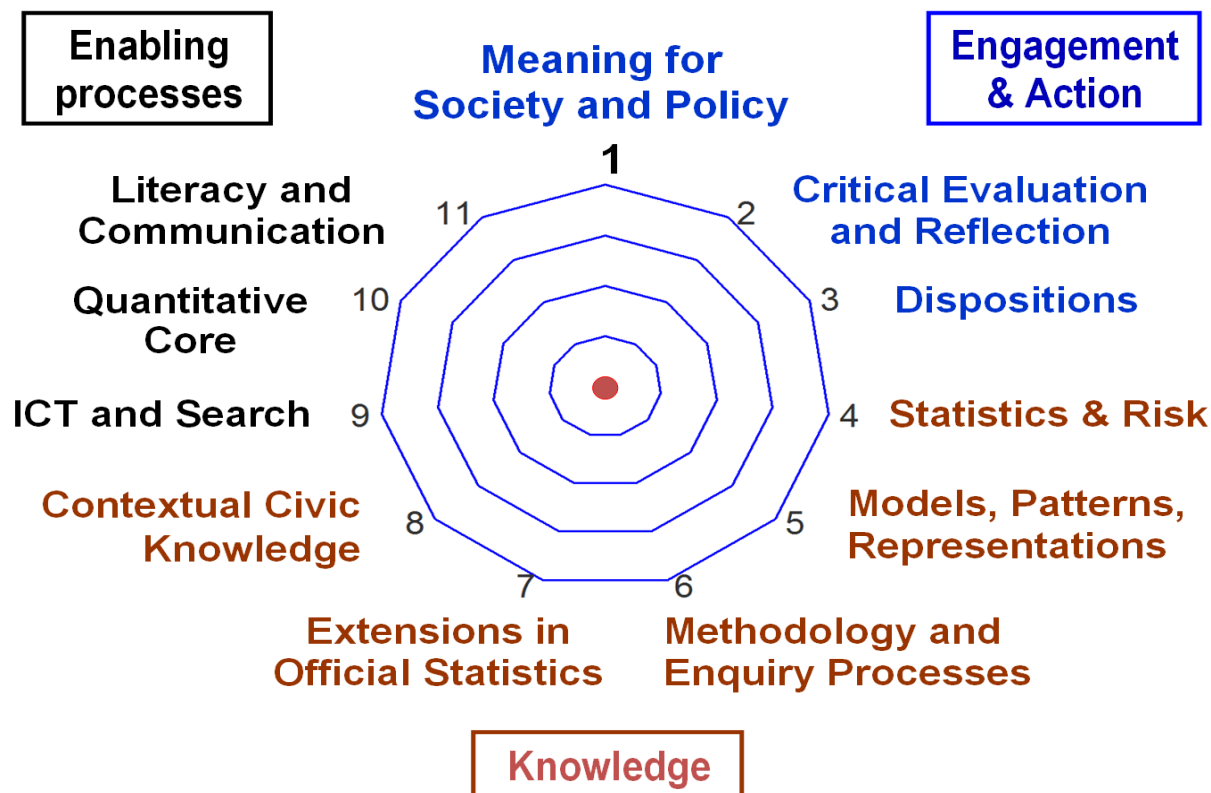 Enabling
processes
Meaning for
Society and Policy
Engagement
& Action
1
Literacy and
Communication
11
2
Critical Evaluation
and Reflection
Quantitative
Core
10
3
Dispositions
ICT and Search
9
4
Statistics & Risk
Contextual Civic
Knowledge
8
5
Models, Patterns,
Representations
7
6
Extensions in
Official Statistics
Methodology and
Enquiry Processes
Knowledge